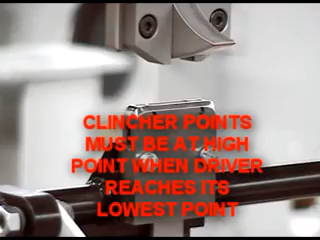 CLINCHER POINTS
MUST BE AT HIGH
POINT WHEN DRIVER
REACHES ITS
LOWEST POINT